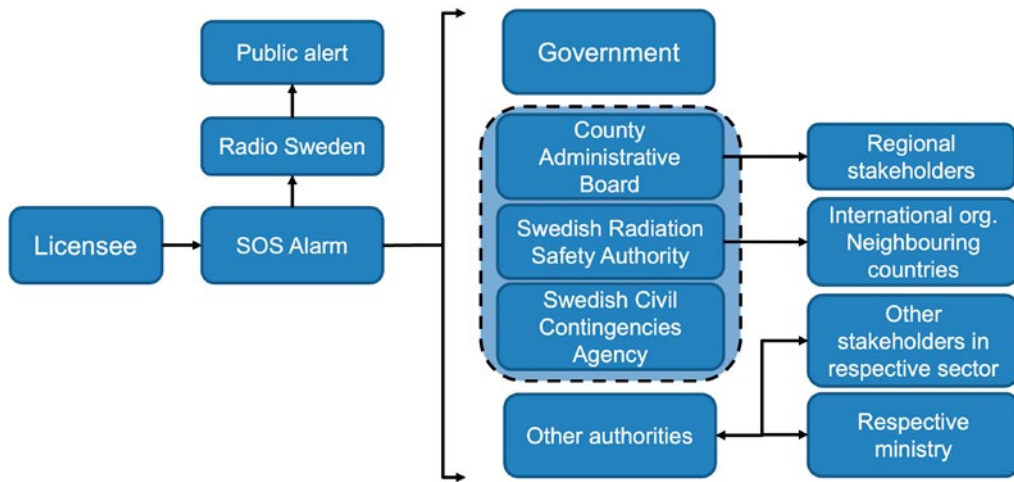 Public alert
Radio Sweden
Licensee
SOS Alarm
Government
County
Administrative
Board
Swedish Radiation
Safety Authority
Swedish Civil
Contingencies
Agency
Other authorities
Regional
stakeholders
International org.
Neighbouring
countries
Other
stakeholders in
respective sector
Respective
ministry